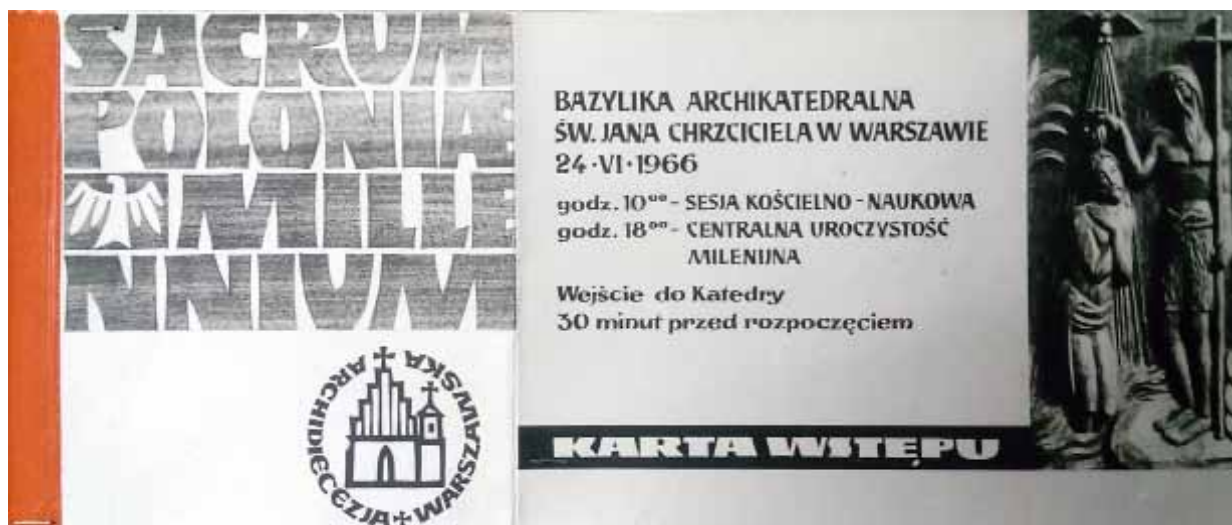 SACRUM
POLONIÆ
MILLE
NNIUM
ARCHIDIECEZJA + WARSZAWSKA +
BAZYLIKA ARCHIKATEDRALNA
ŚW. JANA CHRZCICIELA W WARSZAWIE
24·VI·1966
godz. 10⁰⁰ - SESJA KOŚCIELNO - NAUKOWA
godz. 18⁰⁰ - CENTRALNA UROCZYSTOŚĆ
MILENIJNA
Wejście do Katedry
30 minut przed rozpoczęciem
KARTA WSTĘPU